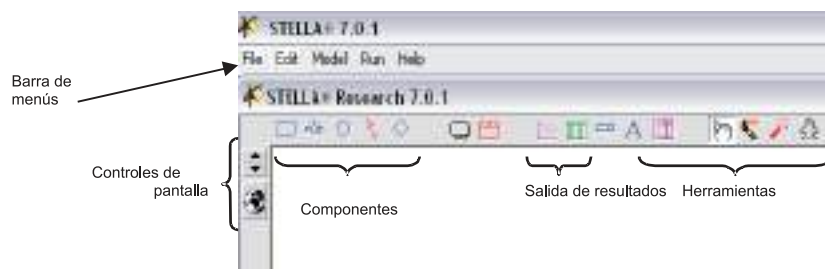 STELLA® 7.0.1
File Edit Model Run Help
Barra de
menús
STELLA® Research 7.0.1
A
Controles de
pantalla
Componentes
Salida de resultados
Herramientas